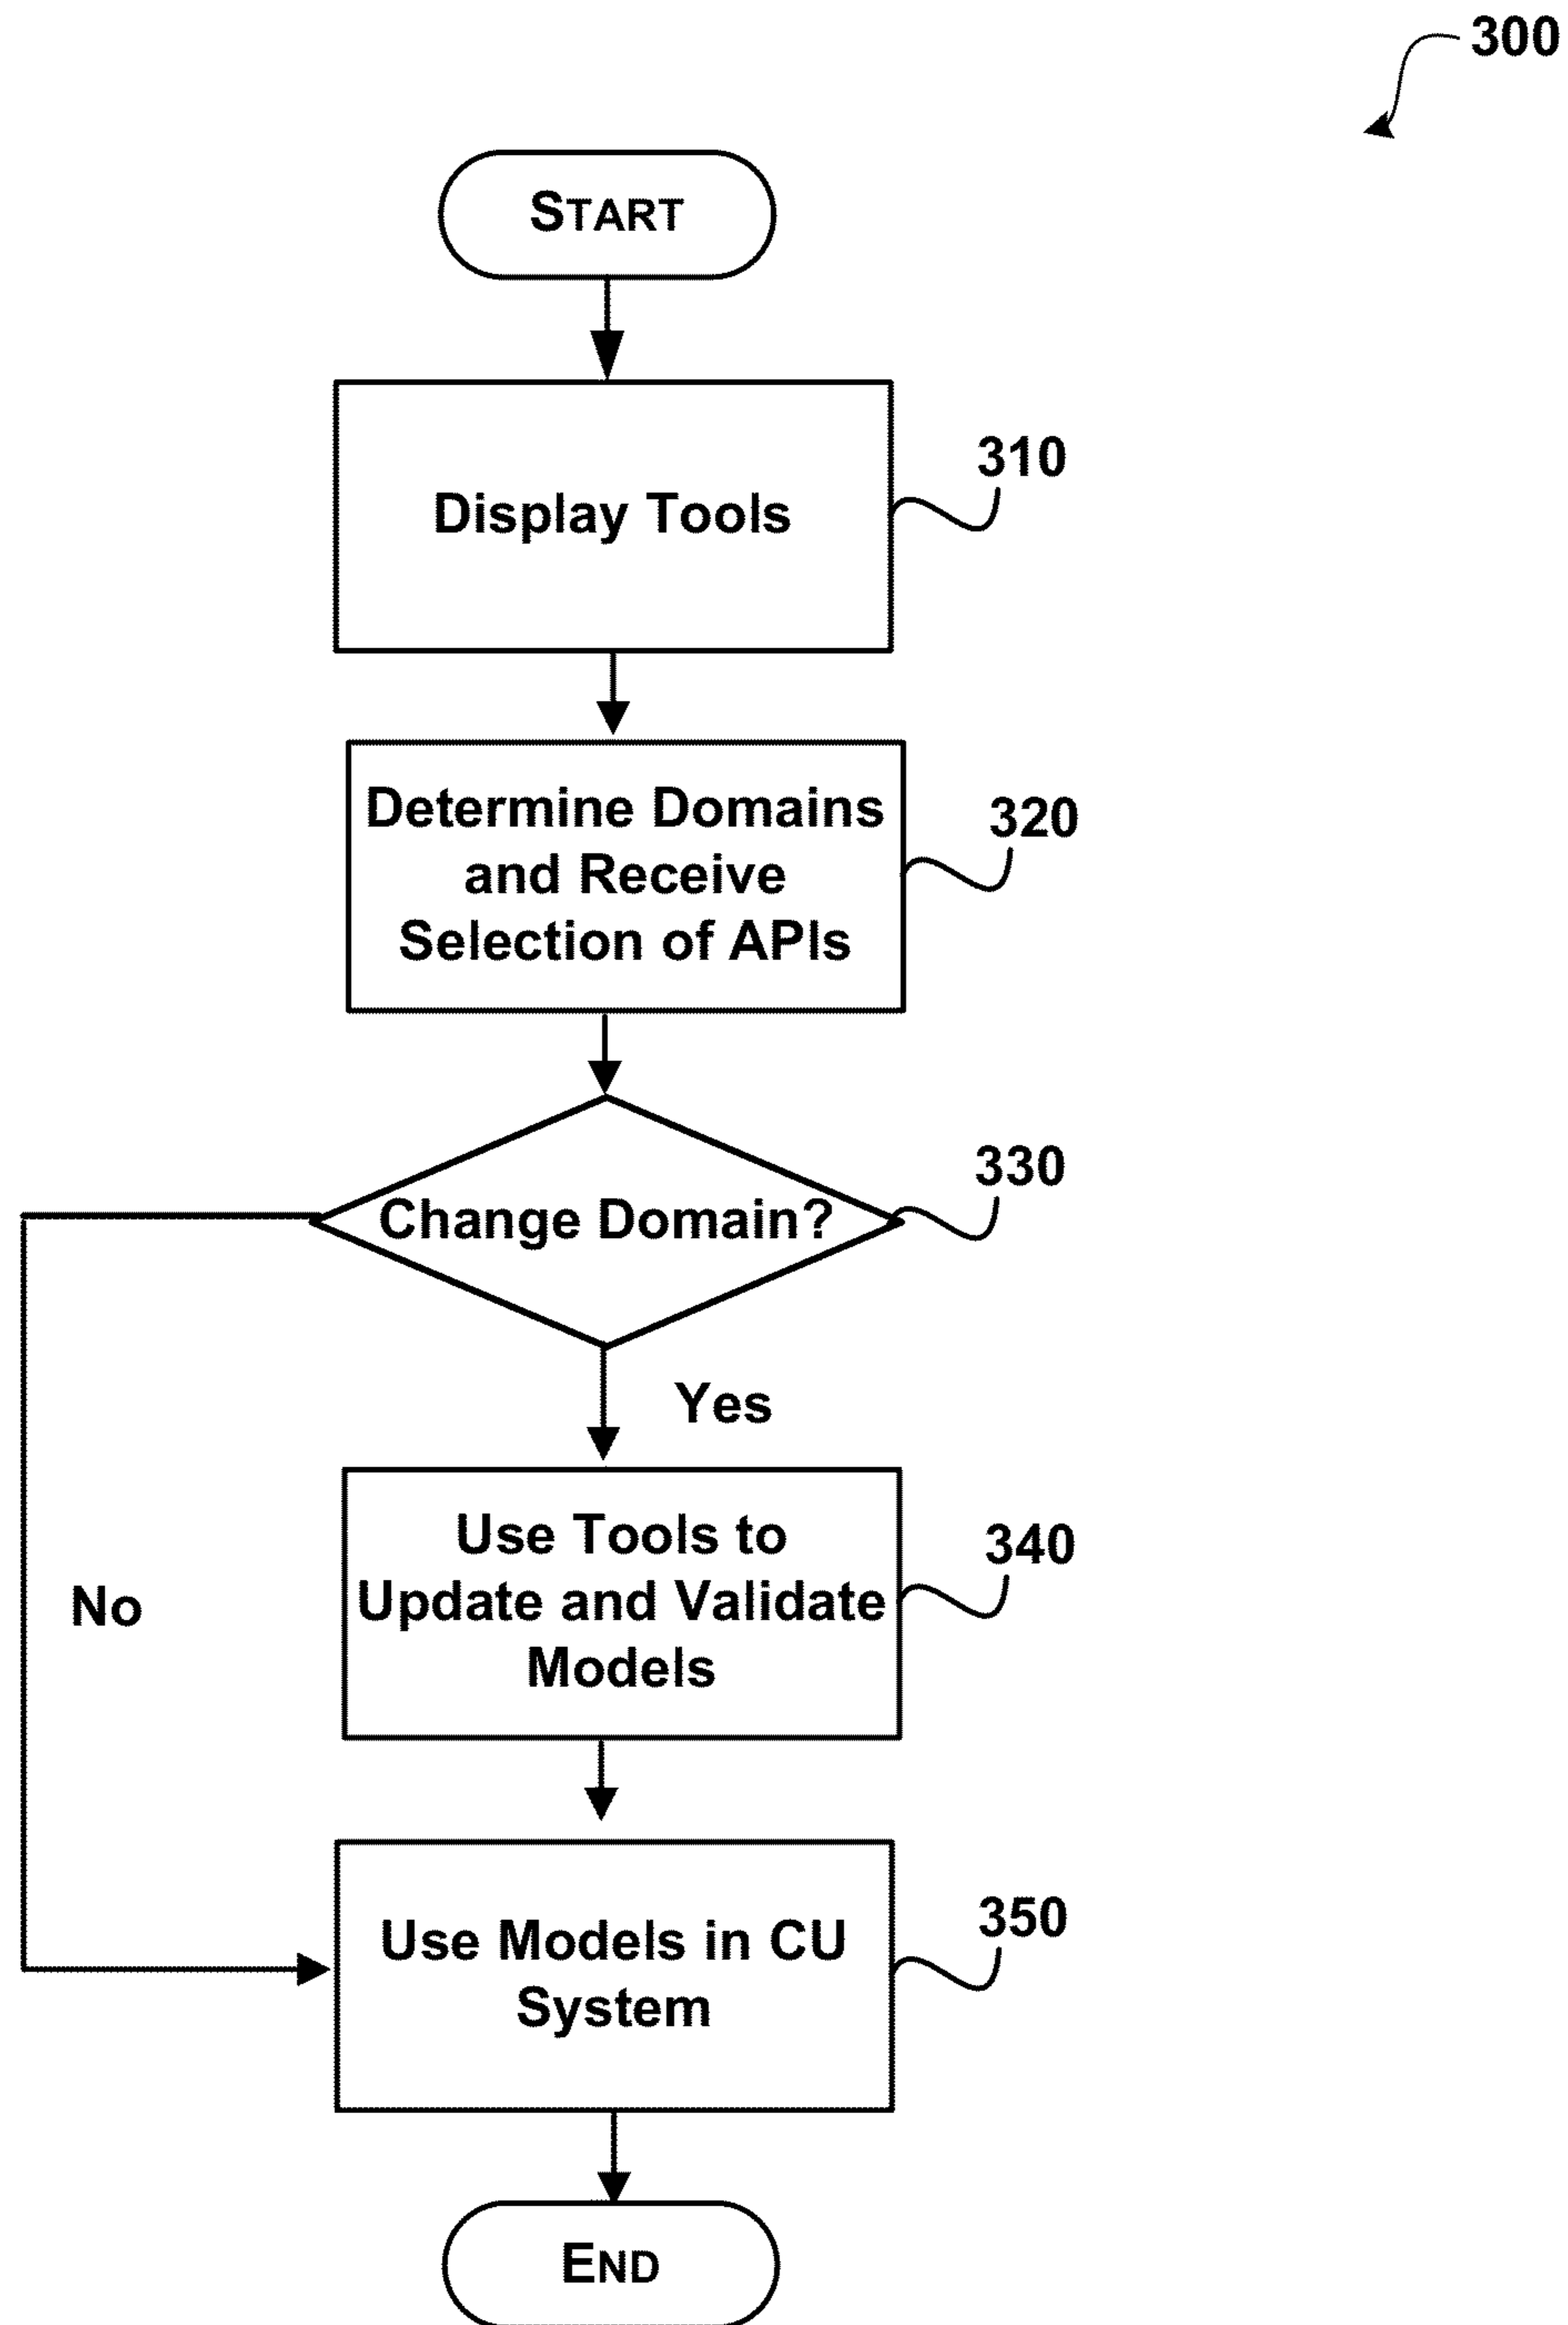 300
START
310
Display Tools
Determine Domains
and Receive
Selection of APIs
320
Change Domain?
330
Yes
No
Use Tools to
Update and Validate
Models
340
Use Models in CU
System
350
END